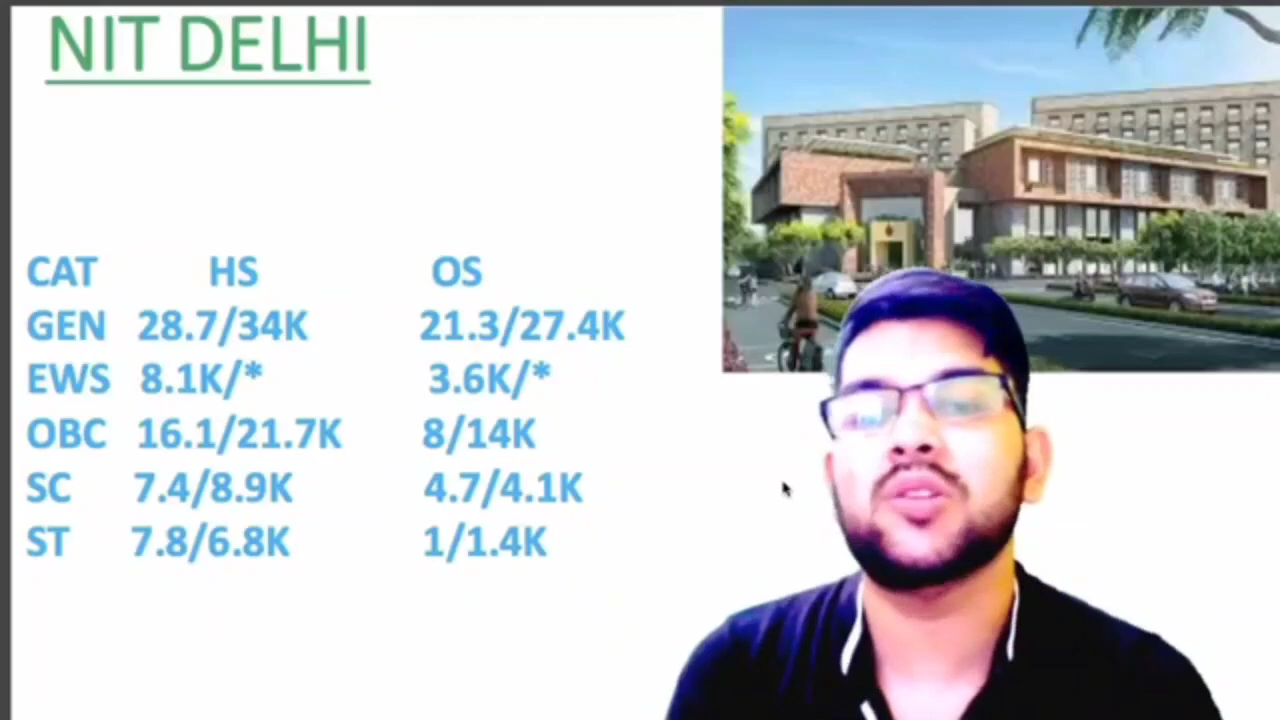 NIT DELHI
CAT HS OS
GEN 28.7/34K 21.3/27.4K
EWS 8.1K/* 3.6K/*
OBC 16.1/21.7K 8/14K
SC 7.4/8.9K 4.7/4.1K
ST 7.8/6.8K 1/1.4K